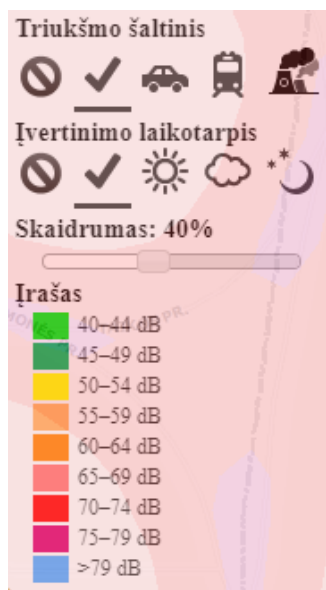 Triukšmo šaltinis
Įvertinimo laikotarpis
Skaidrumas: 40%
Įrašas
40–44 dB
45–49 dB
50–54 dB
55–59 dB
60–64 dB
65–69 dB
70–74 dB
75–79 dB
>79 dB